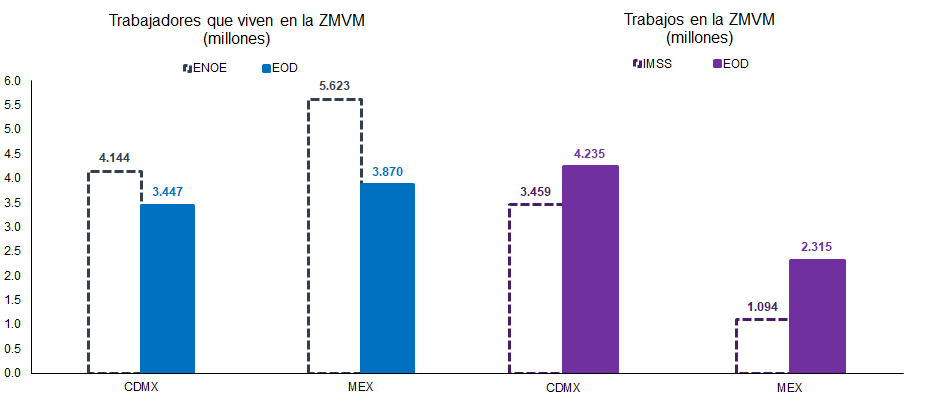 Trabajadores que viven en la ZMVM
(millones)
ENOE EOD
Trabajos en la ZMVM
(millones)
IMSS EOD
6.0
5.5
5.0
4.5
4.0
3.5
3.0
2.5
2.0
1.5
1.0
0.5
0.0
4.144
3.447
5.623
3.870
3.459
4.235
1.094
2.315
CDMX
MEX
CDMX
MEX